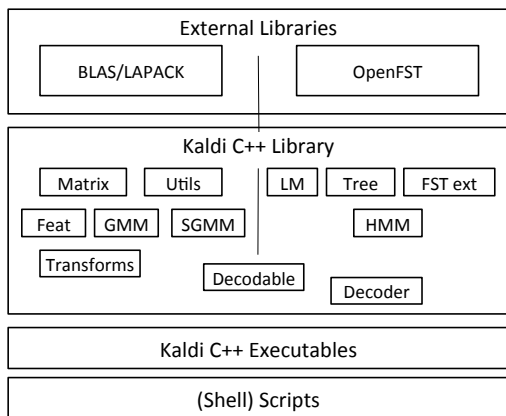 External Libraries
BLAS/LAPACK OpenFST
Kaldi C++ Library
Matrix Utils LM Tree FST ext
Feat GMM SGMM HMM
Transforms
Decodable
Decoder
Kaldi C++ Executables
(Shell) Scripts